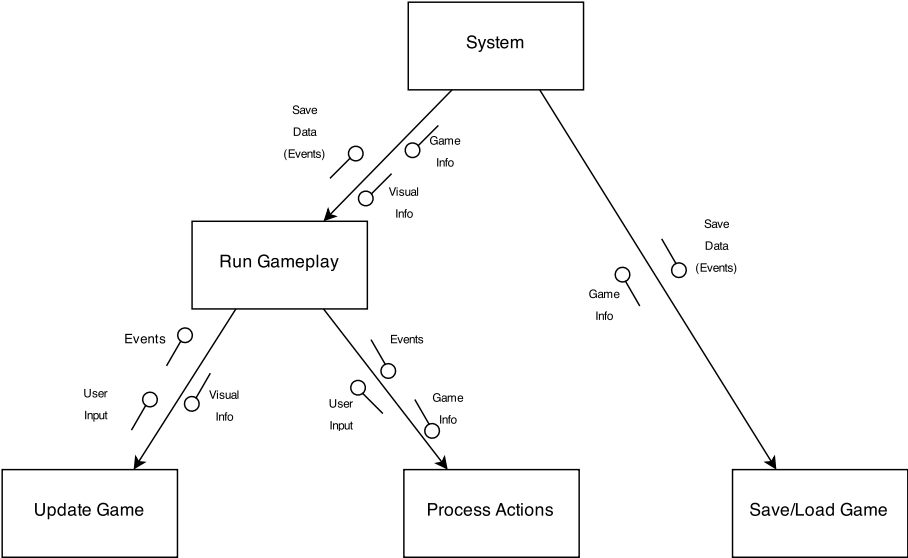 System
Save
Data
(Events)
Game
Info
Visual
Info
Run Gameplay
Save
Data
(Events)
Game
Info
Events
User
Input
Visual
Info
Events
User
Input
Game
Info
Update Game
Process Actions
Save/Load Game